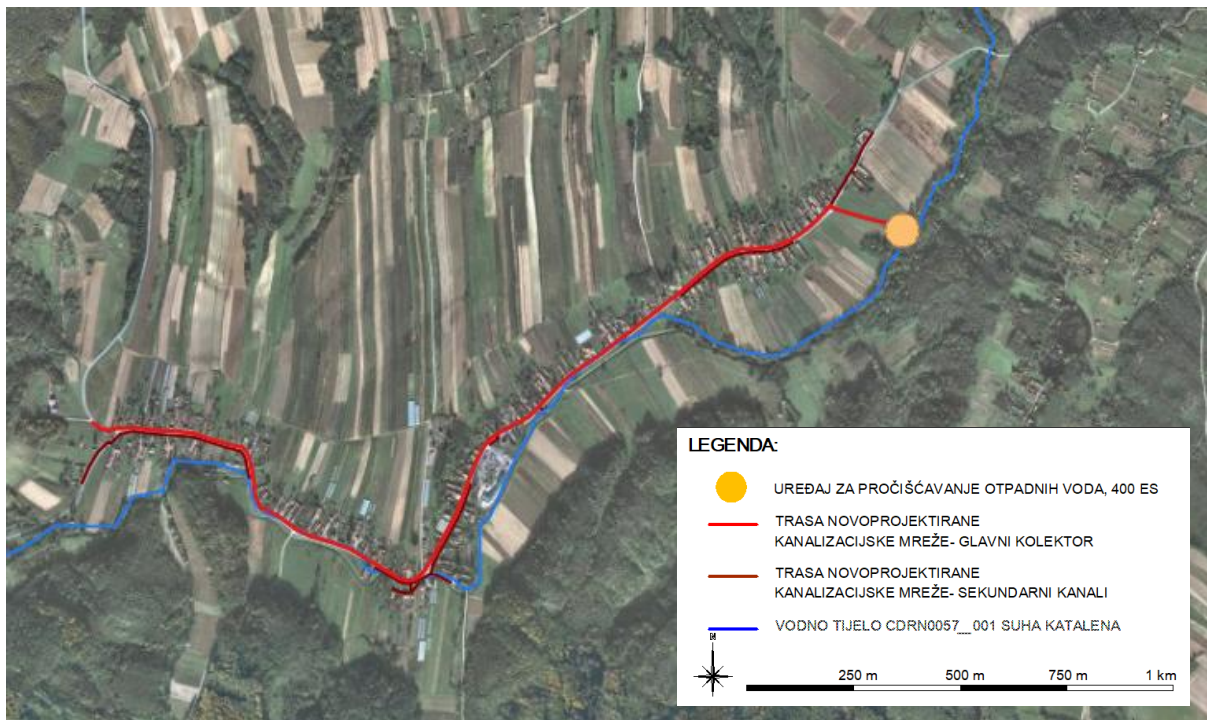 LEGENDA:
UREĐAJ ZA PROČIŠĆAVANJE OTPADNIH VODA, 400 ES
TRASA NOVOPROJEKTIRANE
KANALIZACIJSKE MREŽE- GLAVNI KOLEKTOR
TRASA NOVOPROJEKTIRANE
KANALIZACIJSKE MREŽE- SEKUNDARNI KANALI
VODNO TIJELO CDRN0057__001 SUHA KATALENA
N
250 m 500 m 750 m 1 km